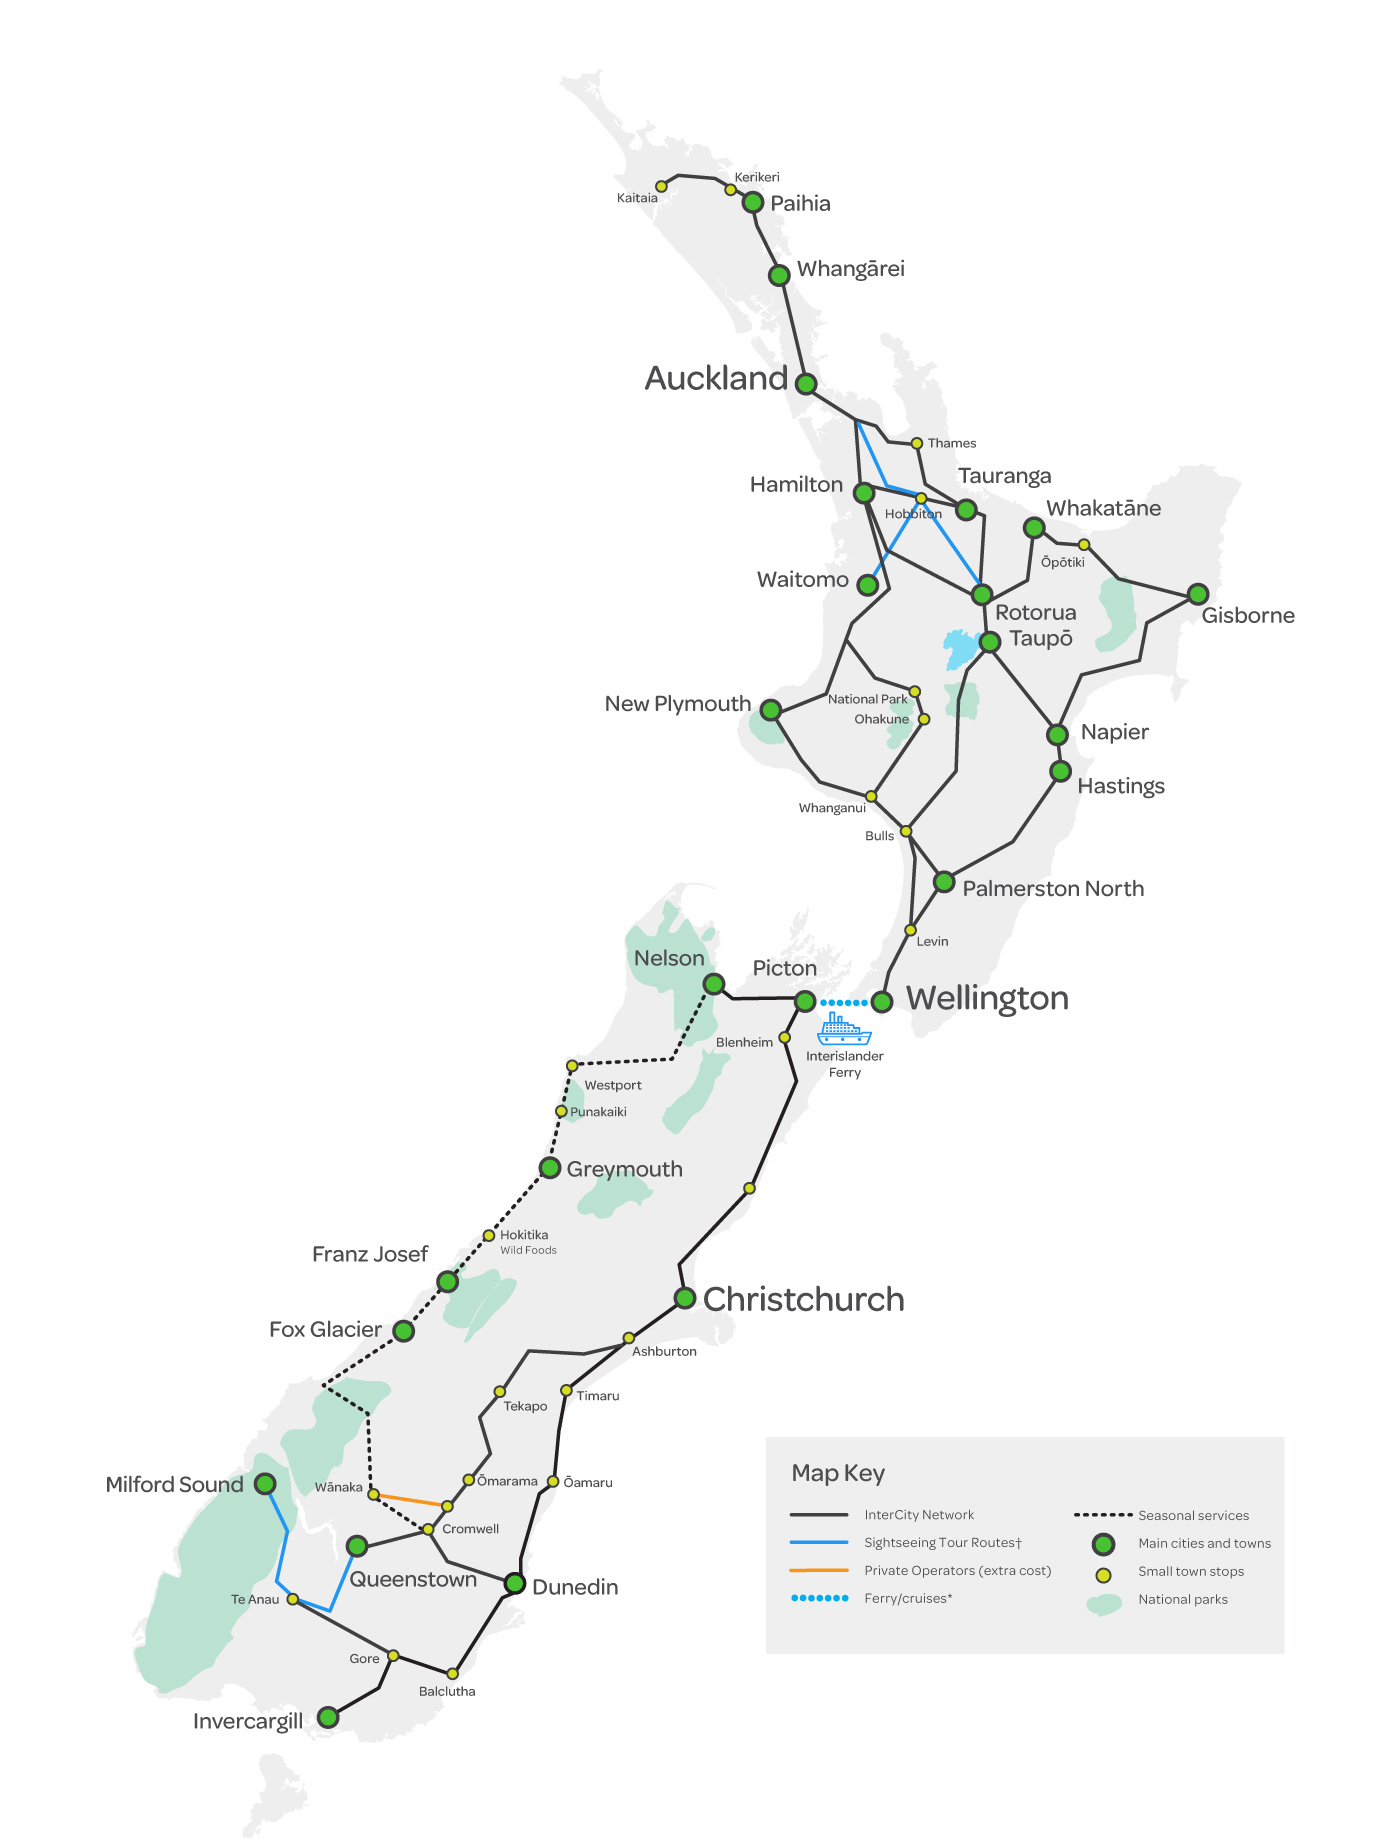 Kerikeri
Kaitaia
Paihia
Whangārei
Auckland
Thames
Tauranga
Hamilton
Hobbiton
Whakatāne
Ōpōtiki
Waitomo
Rotorua
Gisborne
Taupō
National Park
New Plymouth
Ohakune
Napier
Hastings
Whanganui
Bulls
Palmerston North
Levin
Nelson
Picton
Wellington
Blenheim
Interislander
Ferry
Westport
Punakaiki
Greymouth
Hokitika
Wild Foods
Franz Josef
Christchurch
Fox Glacier
Ashburton
Timaru
Tekapo
Milford Sound
Wānaka
Ōmarama
Ōamaru
Cromwell
Queenstown
Dunedin
Te Anau
Gore
Balclutha
Invercargill
Map Key
InterCity Network
Sightseeing Tour Routes†
Private Operators (extra cost)
Ferry/cruises*
Seasonal services
Main cities and towns
Small town stops
National parks